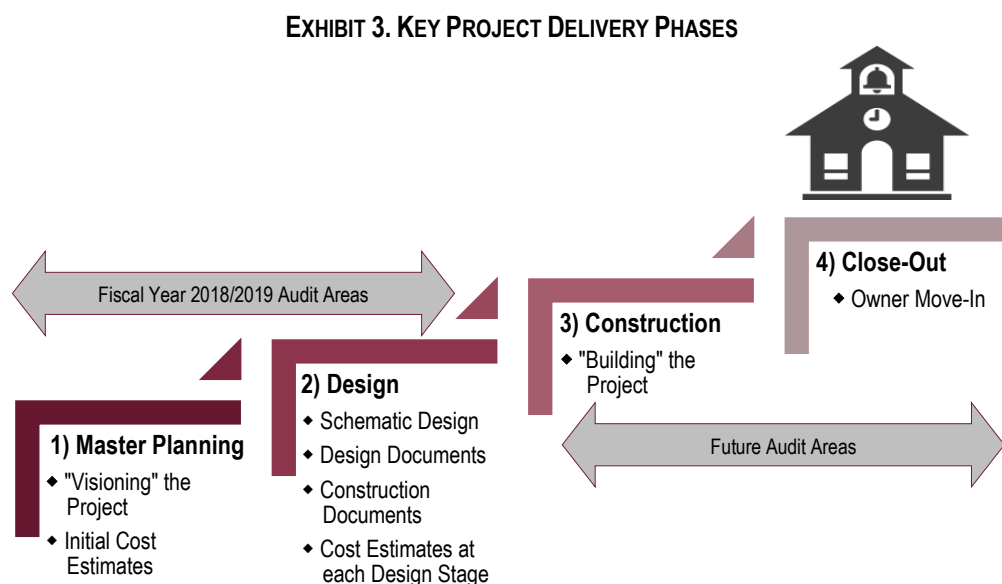 EXHIBIT 3. KEY PROJECT DELIVERY PHASES
Fiscal Year 2018/2019 Audit Areas
1) Master Planning
◆ "Visioning" the
Project
◆ Initial Cost
Estimates
2) Design
◆ Schematic Design
◆ Design Documents
◆ Construction
Documents
◆ Cost Estimates at
each Design Stage
3) Construction
◆ "Building" the
Project
4) Close-Out
◆ Owner Move-In
Future Audit Areas